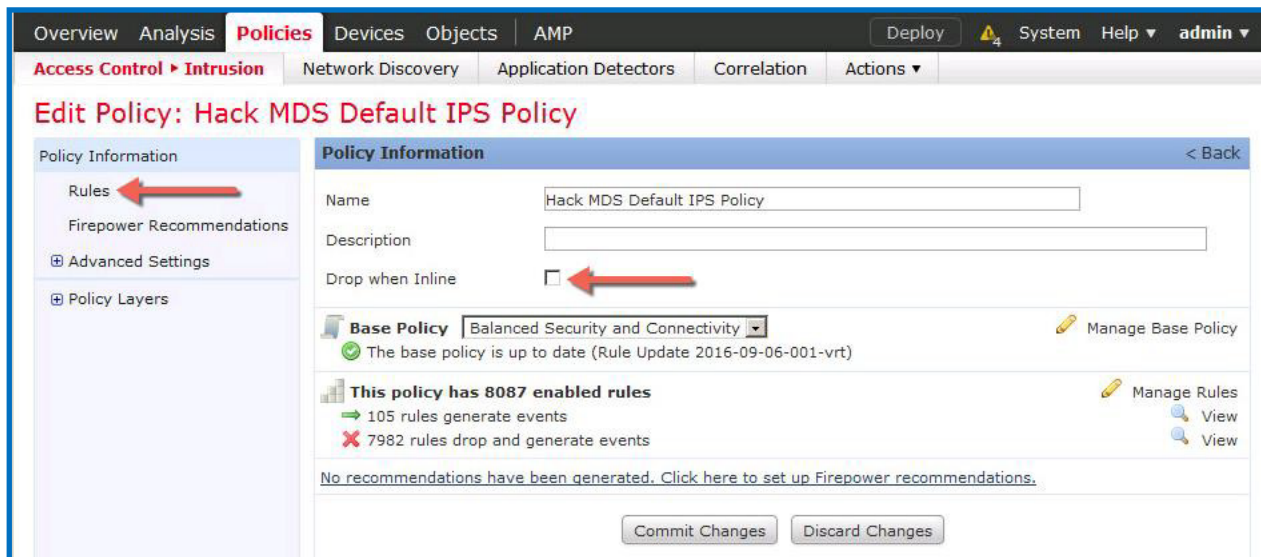 Overview Analysis Policies Devices Objects AMP Deploy 4 System Help ▾ admin ▾
Access Control ▸ Intrusion Network Discovery Application Detectors Correlation Actions ▾
Edit Policy: Hack MDS Default IPS Policy
Policy Information
Rules
Firepower Recommendations
Advanced Settings
Policy Layers
Policy Information < Back
Name Hack MDS Default IPS Policy
Description
Drop when Inline
Base Policy Balanced Security and Connectivity Manage Base Policy
The base policy is up to date (Rule Update 2016-09-06-001-vrt)
This policy has 8087 enabled rules Manage Rules
105 rules generate events View
7982 rules drop and generate events View
No recommendations have been generated. Click here to set up Firepower recommendations.
Commit Changes Discard Changes